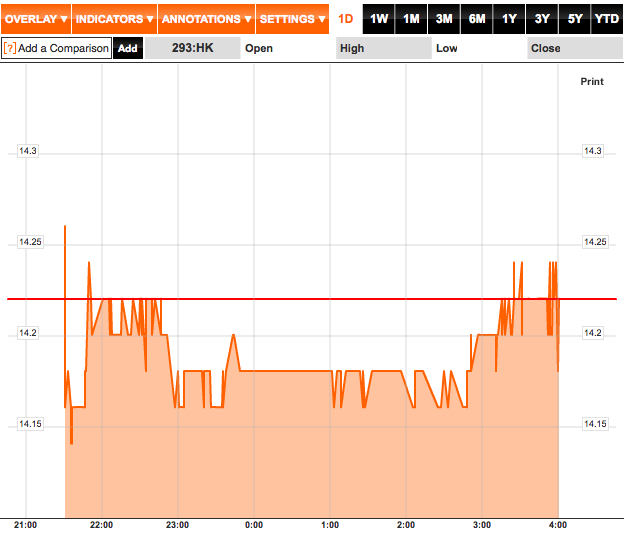 OVERLAY ▼ INDICATORS ▼ ANNOTATIONS ▼ SETTINGS ▼ 1D 1W 1M 3M 6M 1Y 3Y 5Y YTD
[?] Add a Comparison Add 293:HK Open High Low Close
Print
14.3 14.3
14.25 14.25
14.2 14.2
14.15 14.15
21:00 22:00 23:00 0:00 1:00 2:00 3:00 4:00